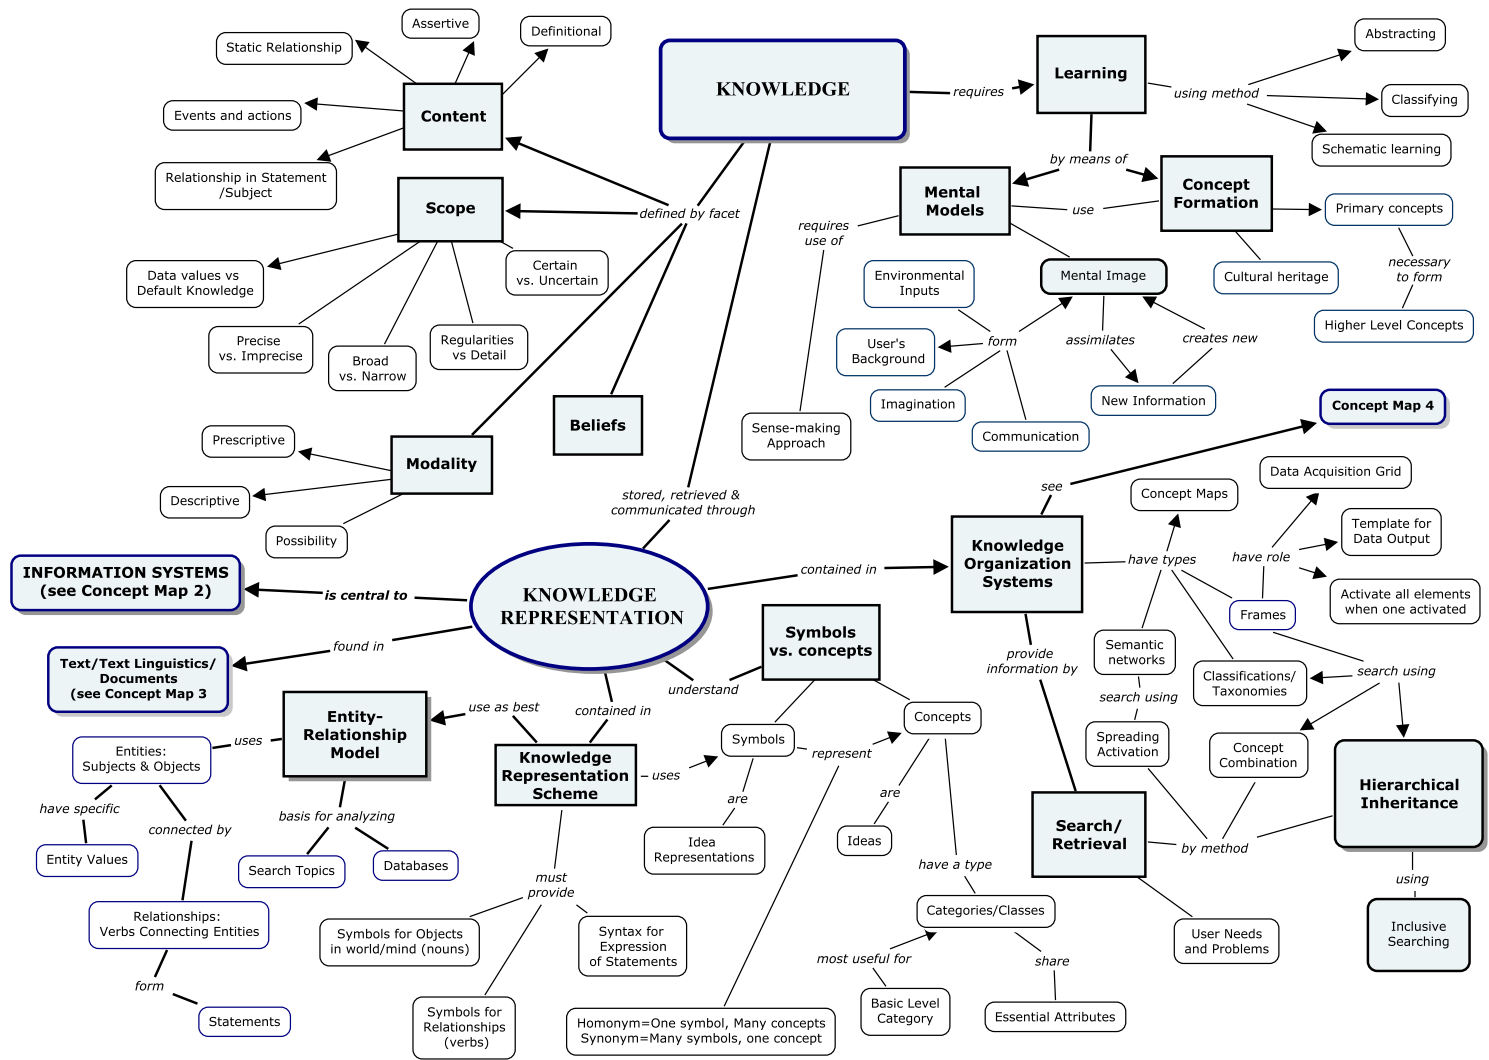 Static Relationship
Assertive
Definitional
Content
Events and actions
Relationship in Statement
/Subject
KNOWLEDGE
requires
Learning
using method
Abstracting
Classifying
Schematic learning
by means of
Mental
Models
use
Concept
Formation
Primary concepts
necessary
to form
Higher Level Concepts
Cultural heritage
Mental Image
requires
use of
Environmental
Inputs
User's
Background
form
Imagination
Communication
assimilates
creates new
New Information
Sense-making
Approach
defined by facet
Scope
Data values vs
Default Knowledge
Certain
vs. Uncertain
Precise
vs. Imprecise
Broad
vs. Narrow
Regularities
vs Detail
Beliefs
Modality
Prescriptive
Descriptive
Possibility
stored, retrieved &
communicated through
KNOWLEDGE
REPRESENTATION
INFORMATION SYSTEMS
(see Concept Map 2)
is central to
found in
Text/Text Linguistics/
Documents
(see Concept Map 3
contained in
Knowledge
Organization
Systems
see
Concept Map 4
have types
Concept Maps
Data Acquisition Grid
have role
Template for
Data Output
Activate all elements
when one activated
Frames
Semantic
networks
Classifications/
Taxonomies
search using
search using
Spreading
Activation
Concept
Combination
Hierarchical
Inheritance
provide
information by
Search/
Retrieval
by method
using
Inclusive
Searching
User Needs
and Problems
understand
Symbols
vs. concepts
Symbols
represent
Concepts
are
Idea
Representations
are
Ideas
have a type
Categories/Classes
most useful for
share
Basic Level
Category
Essential Attributes
Homonym=One symbol, Many concepts
Synonym=Many symbols, one concept
contained in
Knowledge
Representation
Scheme
uses
use as best
Entity-
Relationship
Model
uses
Entities:
Subjects & Objects
have specific
Entity Values
connected by
Relationships:
Verbs Connecting Entities
form
Statements
basis for analyzing
Search Topics
Databases
must
provide
Symbols for Objects
in world/mind (nouns)
Symbols for
Relationships
(verbs)
Syntax for
Expression
of Statements